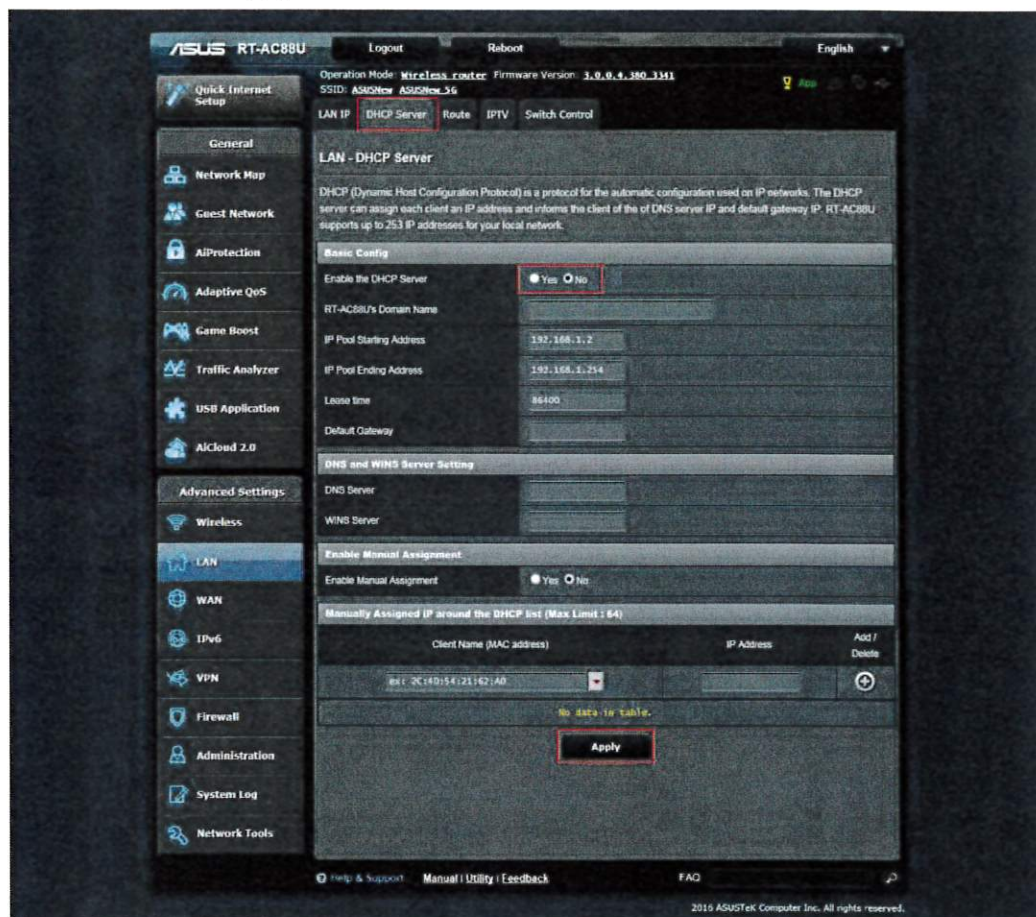 ASUS RT-AC88U Logout Reboot English
Operation Mode: Wireless router Firmware Version: 3.0.0.4.380_3341
SSID: ASUSNew ASUSNew_5G
App
Quick Internet Setup
LAN IP DHCP Server Route IPTV Switch Control
General
Network Map
Guest Network
AiProtection
Adaptive QoS
Game Boost
Traffic Analyzer
USB Application
AiCloud 2.0
Advanced Settings
Wireless
LAN
WAN
IPv6
VPN
Firewall
Administration
System Log
Network Tools
LAN - DHCP Server
DHCP (Dynamic Host Configuration Protocol) is a protocol for the automatic configuration used on IP networks. The DHCP
server can assign each client an IP address and informs the client of the of DNS server IP and default gateway IP. RT-AC88U
supports up to 253 IP addresses for your local network.
Basic Config
Enable the DHCP Server Yes No
RT-AC88U's Domain Name
IP Pool Starting Address 192.168.1.2
IP Pool Ending Address 192.168.1.254
Lease time 86400
Default Gateway
DNS and WINS Server Setting
DNS Server
WINS Server
Enable Manual Assignment
Enable Manual Assignment Yes No
Manually Assigned IP around the DHCP list (Max Limit : 64)
Client Name (MAC address) IP Address Add / Delete
ex: 2C:4D:54:21:62:A0
No data in table.
Apply
Help & Support Manual | Utility | Feedback FAQ
2016 ASUSTeK Computer Inc. All rights reserved.